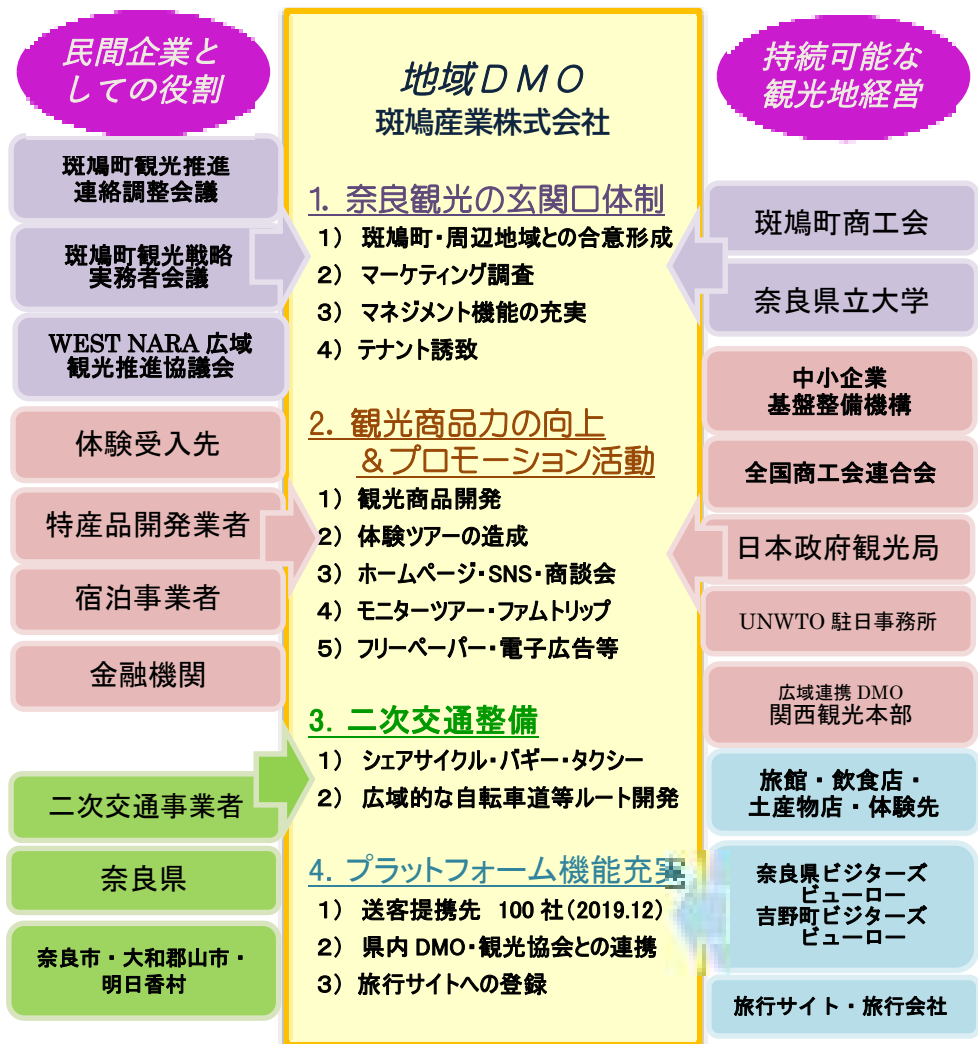 民間企業と
しての役割
斑鳩町観光推進
連絡調整会議
斑鳩町観光戦略
実務者会議
WEST NARA 広域
観光推進協議会
体験受入先
特産品開発業者
宿泊事業者
金融機関
二次交通事業者
奈良県
奈良市・大和郡山市・
明日香村
地域DMO
斑鳩産業株式会社
1. 奈良観光の玄関口体制
1) 斑鳩町・周辺地域との合意形成
2) マーケティング調査
3) マネジメント機能の充実
4) テナント誘致
2. 観光商品力の向上
&プロモーション活動
1) 観光商品開発
2) 体験ツアーの造成
3) ホームページ・SNS・商談会
4) モニターツアー・ファムトリップ
5) フリーペーパー・電子広告等
3. 二次交通整備
1) シェアサイクル・バギー・タクシー
2) 広域的な自転車道等ルート開発
4. プラットフォーム機能充実
1) 送客提携先 100 社(2019.12)
2) 県内 DMO・観光協会との連携
3) 旅行サイトへの登録
持続可能な
観光地経営
斑鳩町商工会
奈良県立大学
中小企業
基盤整備機構
全国商工会連合会
日本政府観光局
UNWTO 駐日事務所
広域連携 DMO
関西観光本部
旅館・飲食店・
土産物店・体験先
奈良県ビジターズ
ビューロー
吉野町ビジターズ
ビューロー
旅行サイト・旅行会社